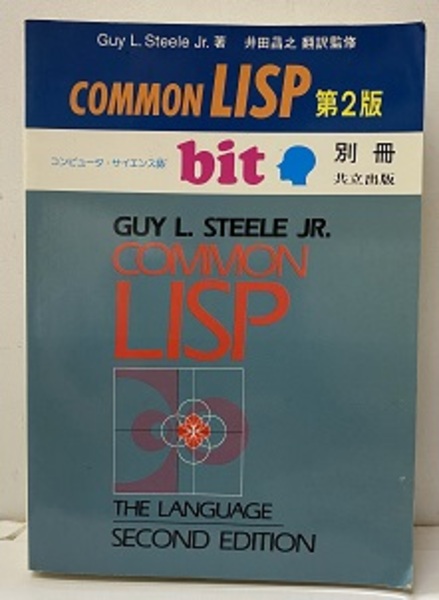 Guy L. Steele Jr. 著 井田昌之 翻訳監修
COMMON LISP 第2版
コンピュータ・サイエンス誌 bit 別冊
共立出版
GUY L. STEELE JR.
COMMON
LISP
THE LANGUAGE
SECOND EDITION